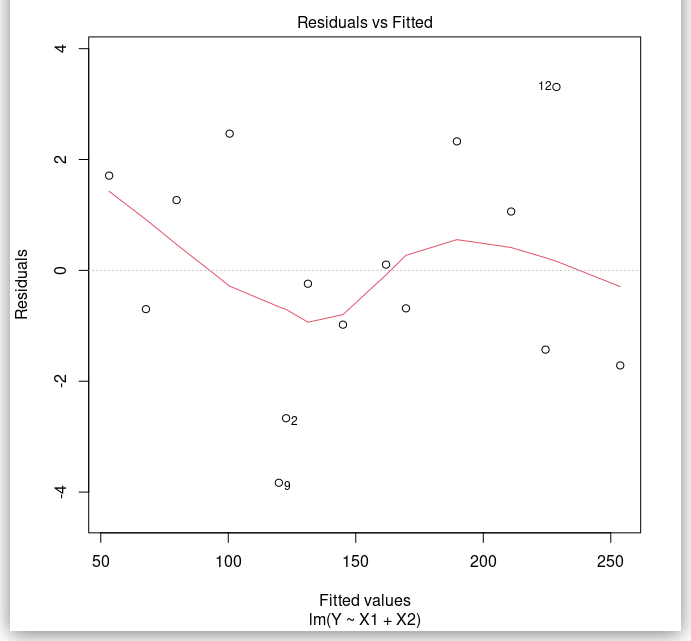 Residuals vs Fitted
4
2
0
-2
-4
Residuals
12
2
9
50 100 150 200 250
Fitted values
lm(Y ~ X1 + X2)